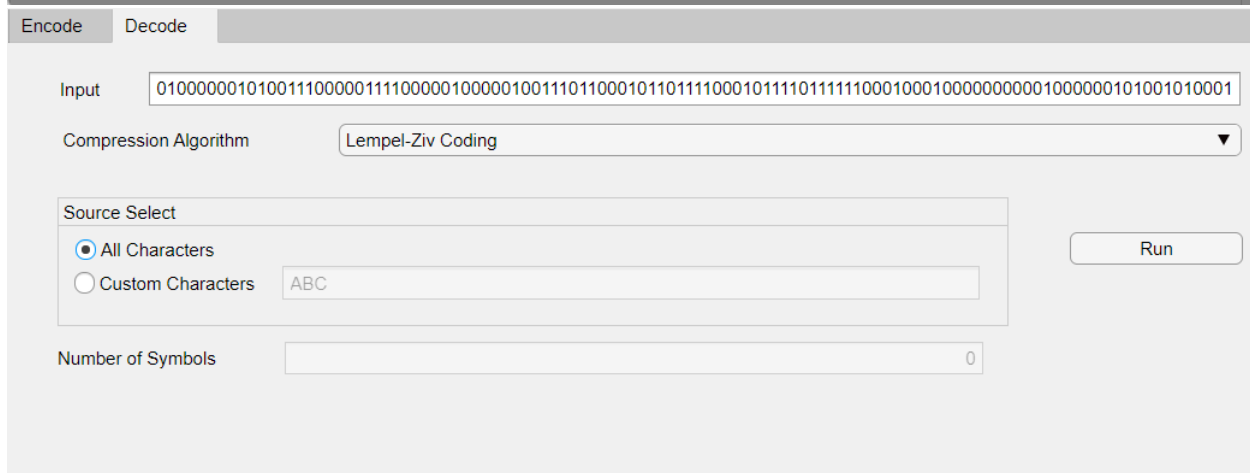 Encode Decode
Input 010000001010011100000111100000100000100111011000101101111000101111011111100010001000000000001000000101001010001
Compression Algorithm Lempel-Ziv Coding
Source Select
All Characters
Run
Custom Characters ABC
Number of Symbols 0